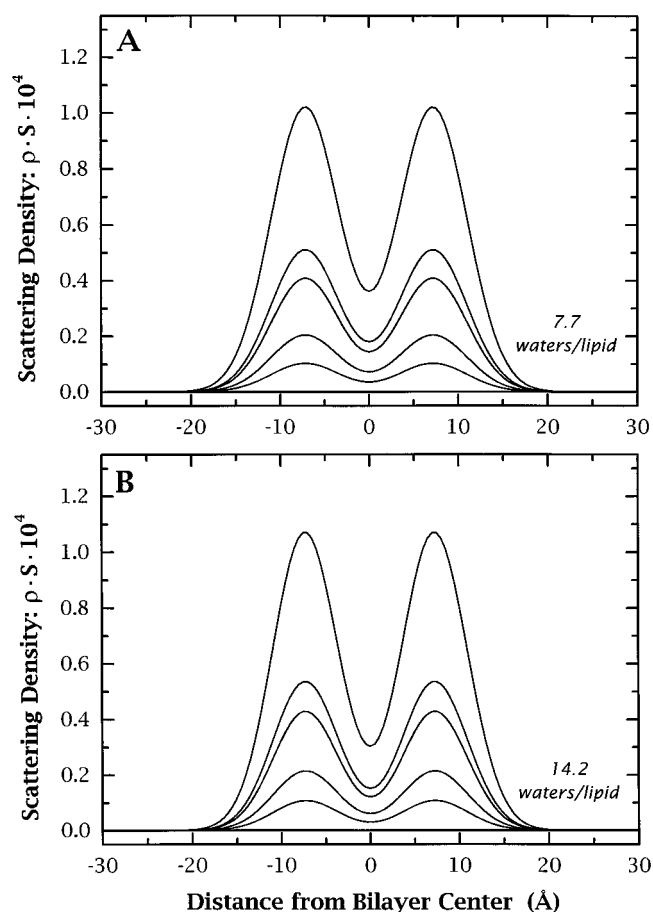 A
1.2
1.0
0.8
0.6
0.4
0.2
0.0
Scattering Density: ρ·S·10⁴
7.7
waters/lipid
-30 -20 -10 0 10 20 30
B
1.2
1.0
0.8
0.6
0.4
0.2
0.0
Scattering Density: ρ·S·10⁴
14.2
waters/lipid
-30 -20 -10 0 10 20 30
Distance from Bilayer Center (Å)